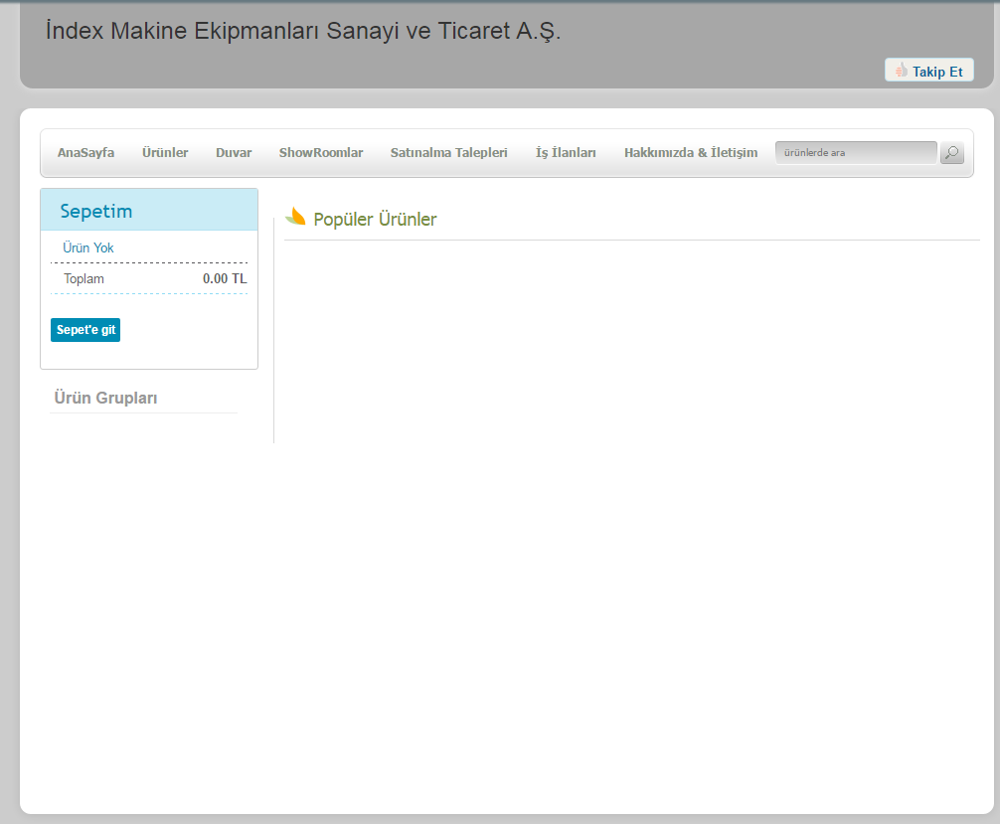 İndex Makine Ekipmanları Sanayi ve Ticaret A.Ş.
Takip Et
AnaSayfa Ürünler Duvar ShowRoomlar Satınalma Talepleri İş İlanları Hakkımızda & İletişim ürünlerde ara
Sepetim
Ürün Yok
Toplam 0.00 TL
Sepet'e git
Ürün Grupları
Popüler Ürünler